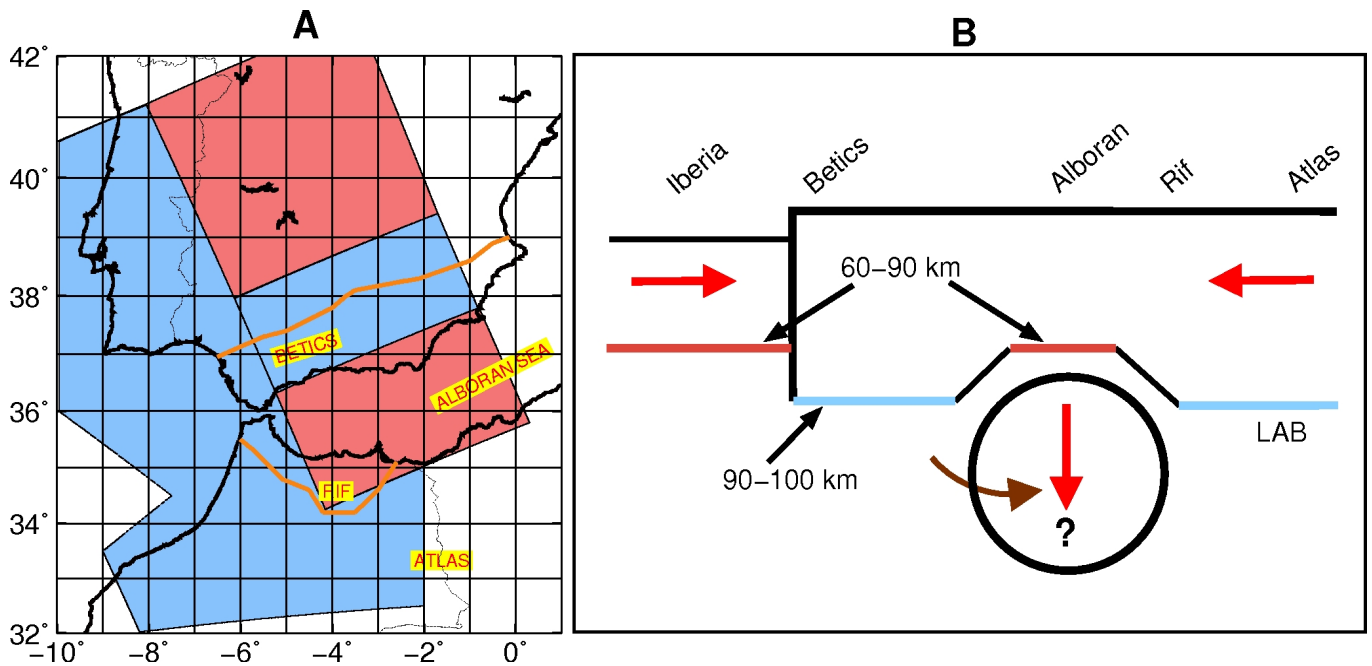 A
42°
40°
38°
36°
34°
32°
−10°
−8°
−6°
−4°
−2°
0°
BETICS
ALBORAN SEA
RIF
ATLAS
B
Iberia
Betics
Alboran
Rif
Atlas
60−90 km
90−100 km
LAB
?